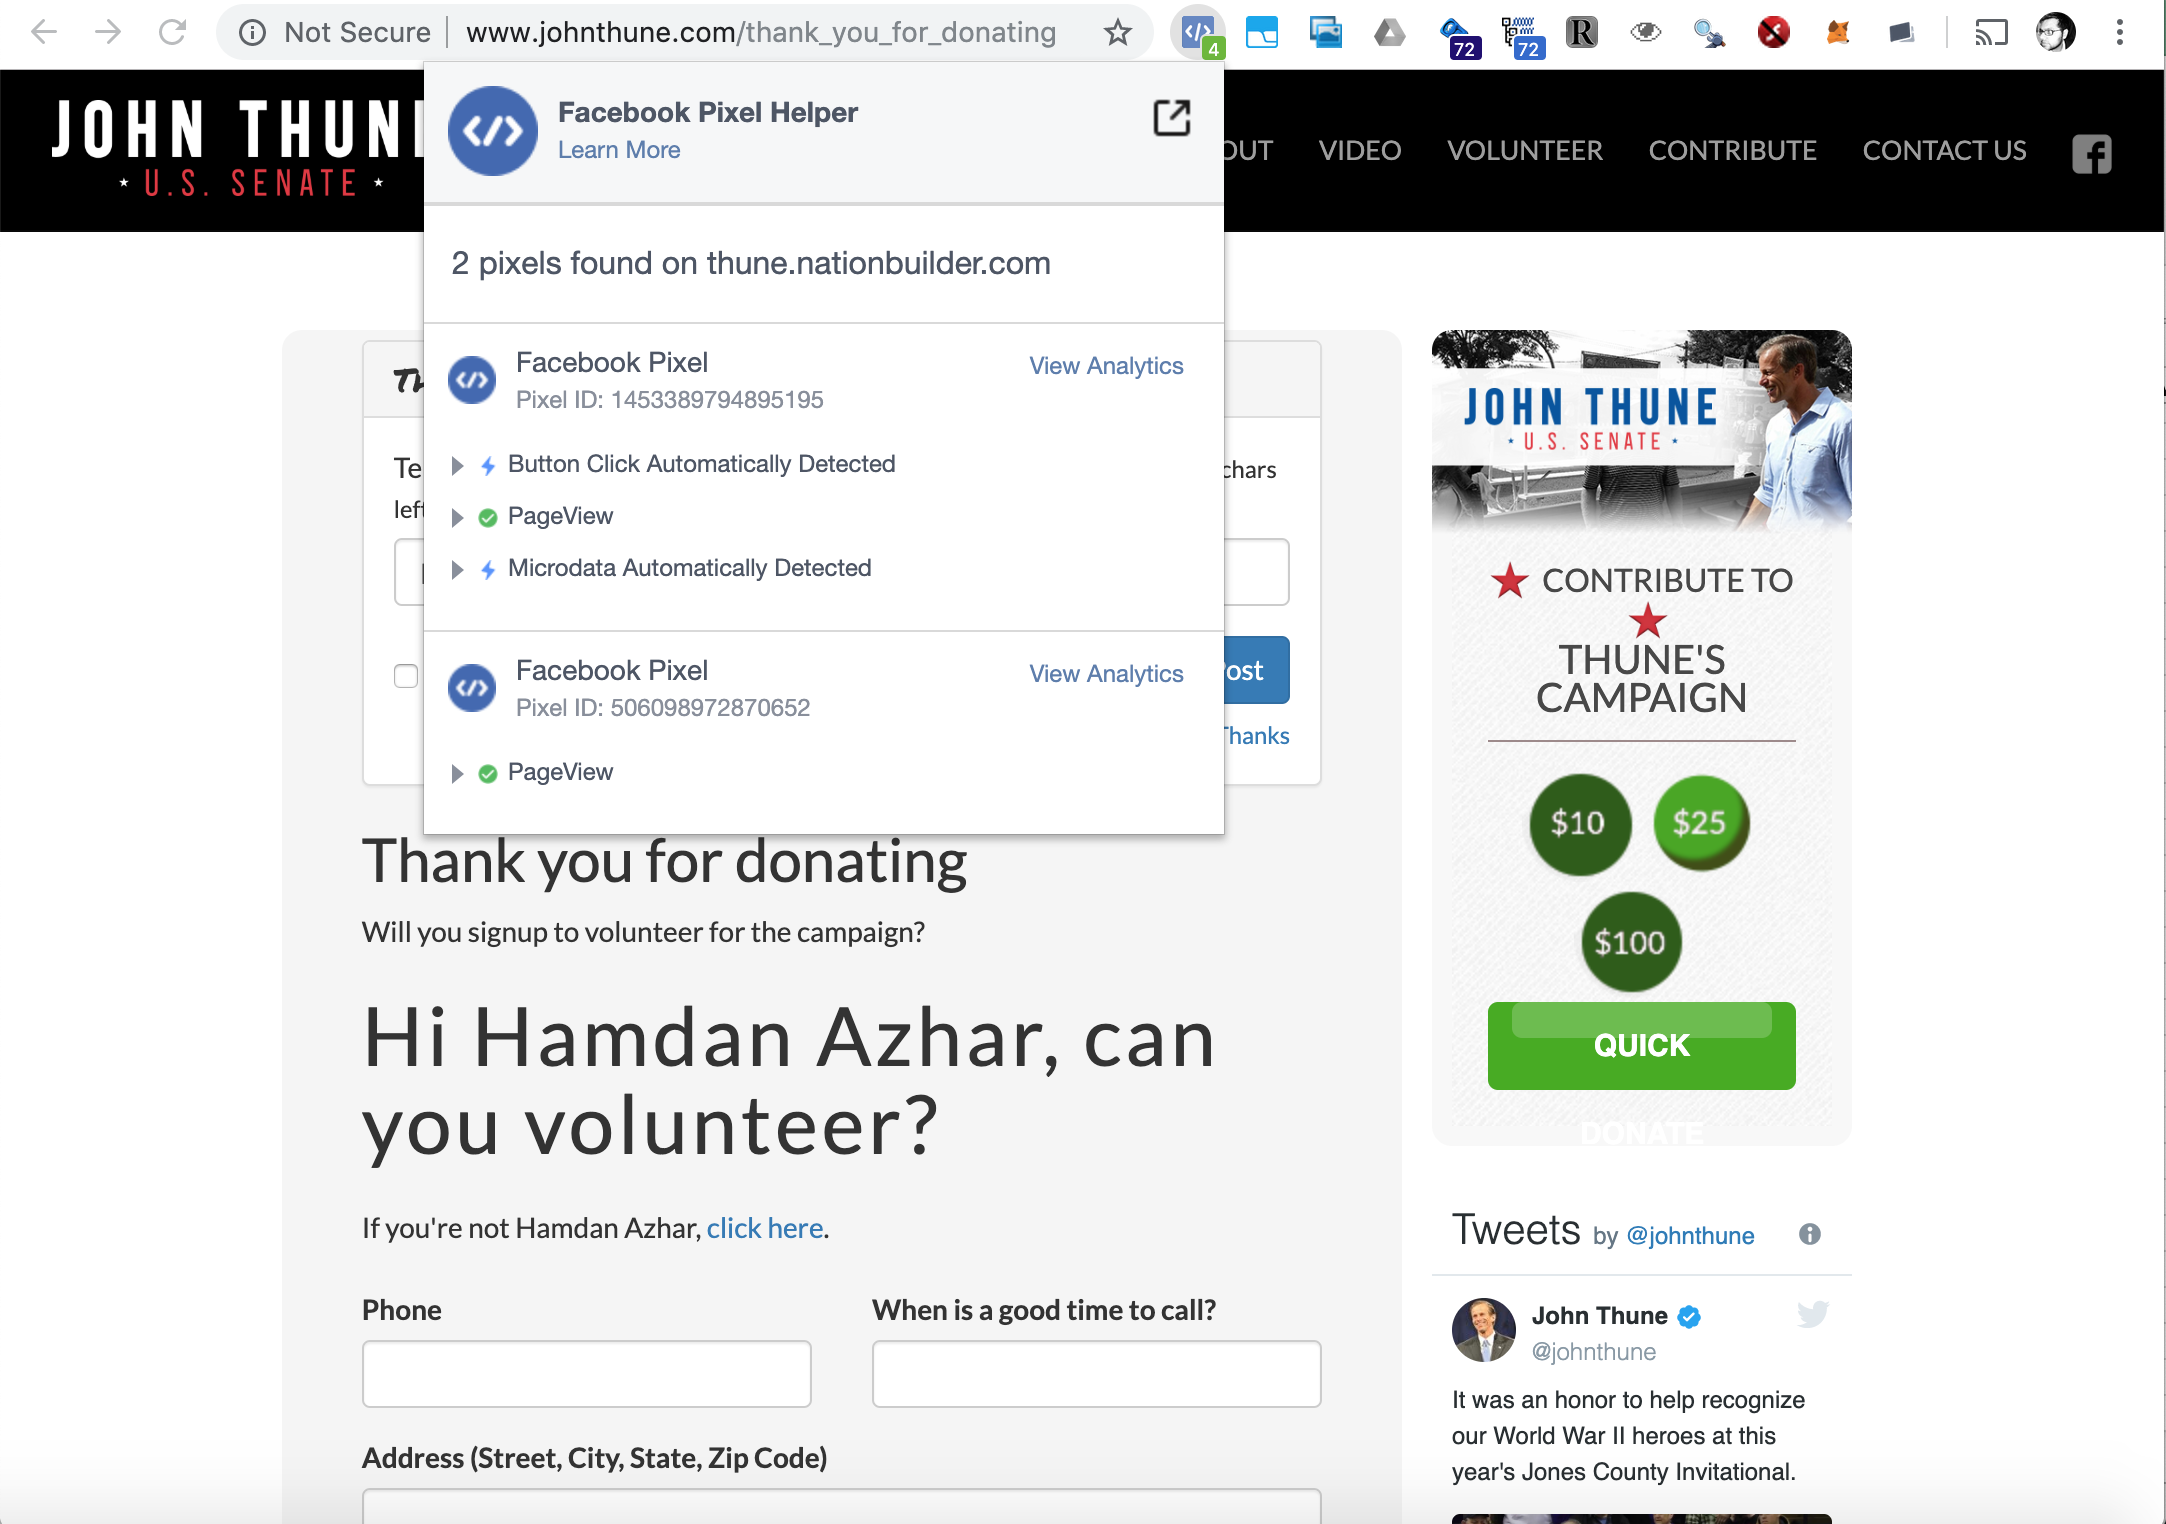 Not Secure
www.johnthune.com/thank_you_for_donating
4
72
72
R
JOHN THUN
U.S. SENATE
OUT
VIDEO
VOLUNTEER
CONTRIBUTE
CONTACT US
Facebook Pixel Helper
Learn More
2 pixels found on thune.nationbuilder.com
Facebook Pixel
View Analytics
Pixel ID: 1453389794895195
Button Click Automatically Detected
PageView
Microdata Automatically Detected
Facebook Pixel
View Analytics
Pixel ID: 506098972870652
PageView
Th
Te
chars
left
Post
Thanks
Thank you for donating
Will you signup to volunteer for the campaign?
Hi Hamdan Azhar, can
you volunteer?
If you're not Hamdan Azhar, click here.
Phone
When is a good time to call?
Address (Street, City, State, Zip Code)
JOHN THUNE
U.S. SENATE
CONTRIBUTE TO
THUNE'S
CAMPAIGN
$10
$25
$100
QUICK
DONATE
Tweets by @johnthune
John Thune
@johnthune
It was an honor to help recognize
our World War II heroes at this
year's Jones County Invitational.